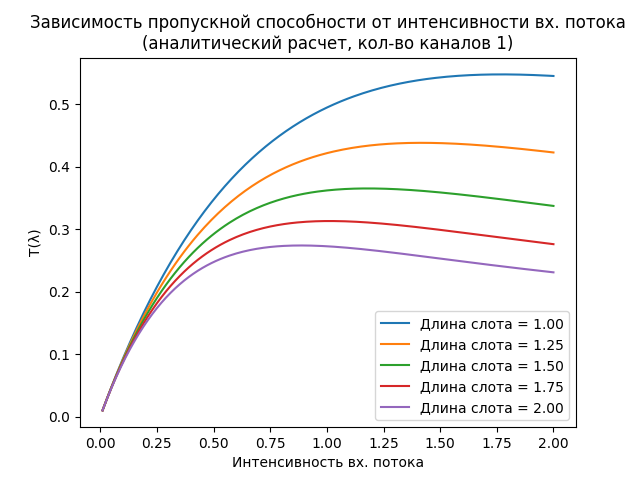 Зависимость пропускной способности от интенсивности вх. потока
(аналитический расчет, кол-во каналов 1)
T(λ)
0.5
0.4
0.3
0.2
0.1
0.0
Длина слота = 1.00
Длина слота = 1.25
Длина слота = 1.50
Длина слота = 1.75
Длина слота = 2.00
0.00 0.25 0.50 0.75 1.00 1.25 1.50 1.75 2.00
Интенсивность вх. потока